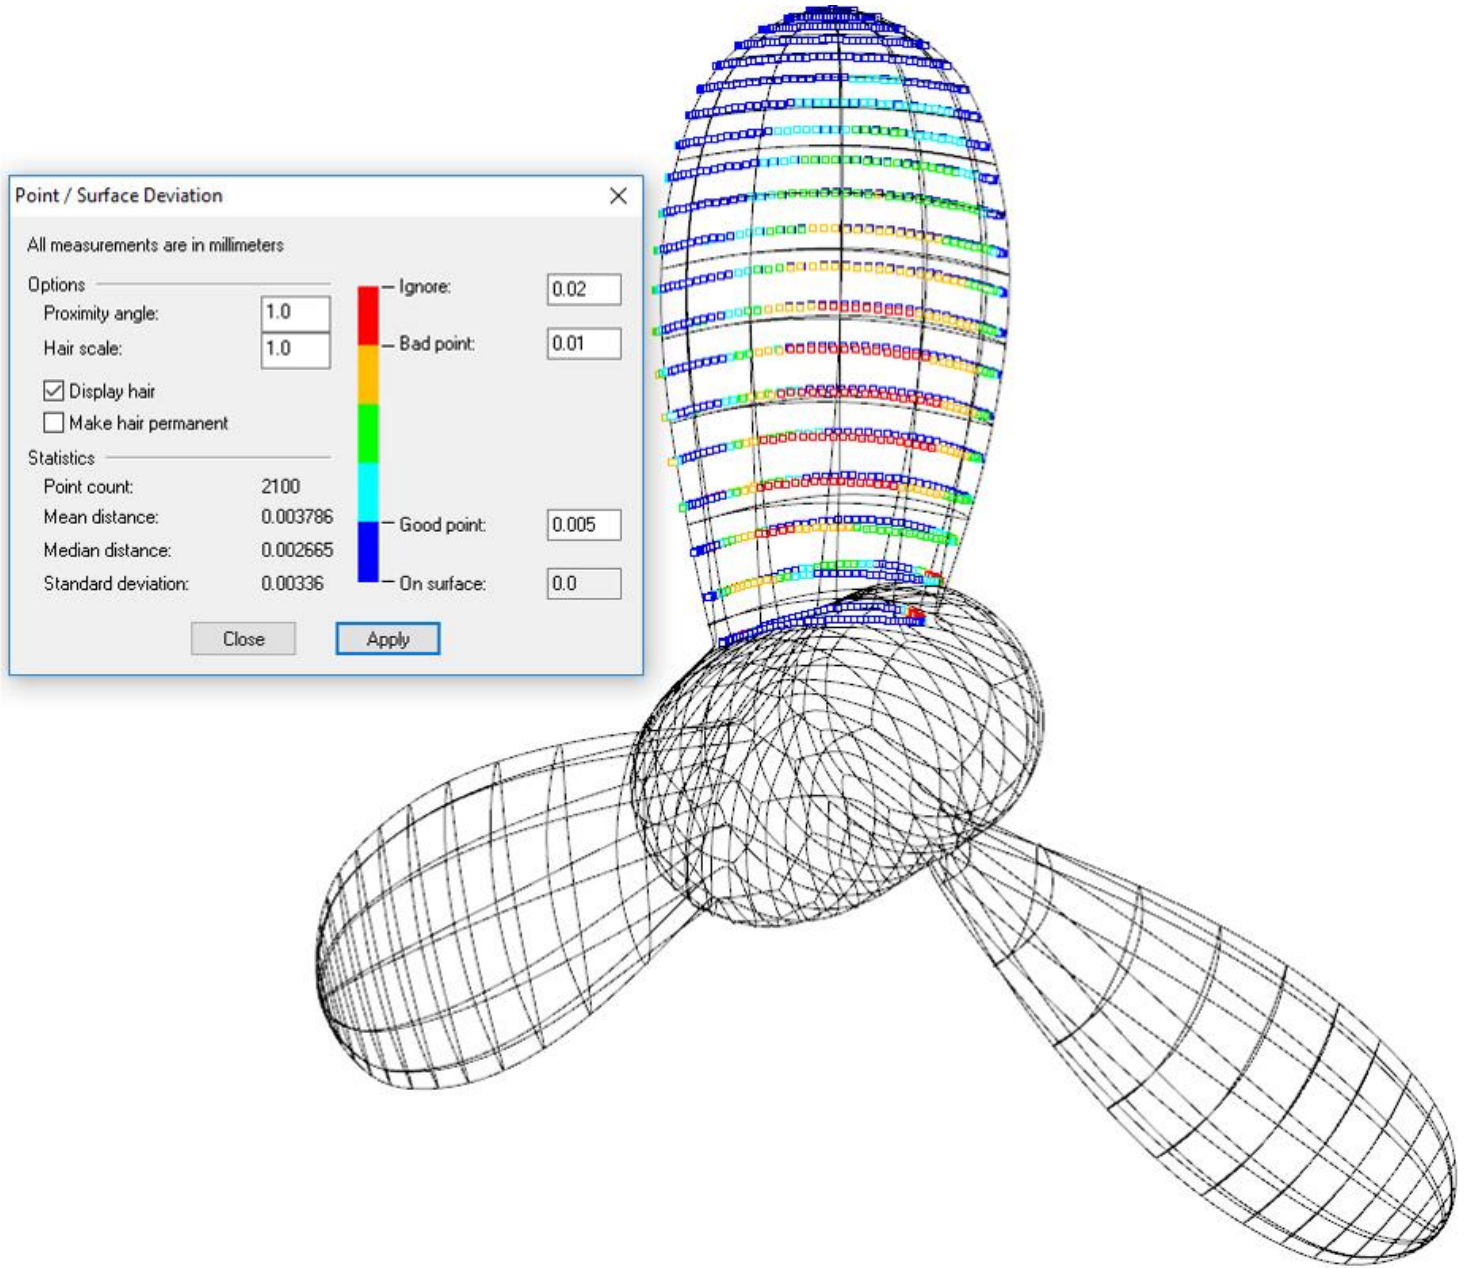 Point / Surface Deviation
All measurements are in millimeters
Options
Proximity angle: 1.0
Hair scale: 1.0
Display hair
Make hair permanent
Statistics
Point count: 2100
Mean distance: 0.003786
Median distance: 0.002665
Standard deviation: 0.00336
Ignore: 0.02
Bad point: 0.01
Good point: 0.005
On surface: 0.0
Close
Apply